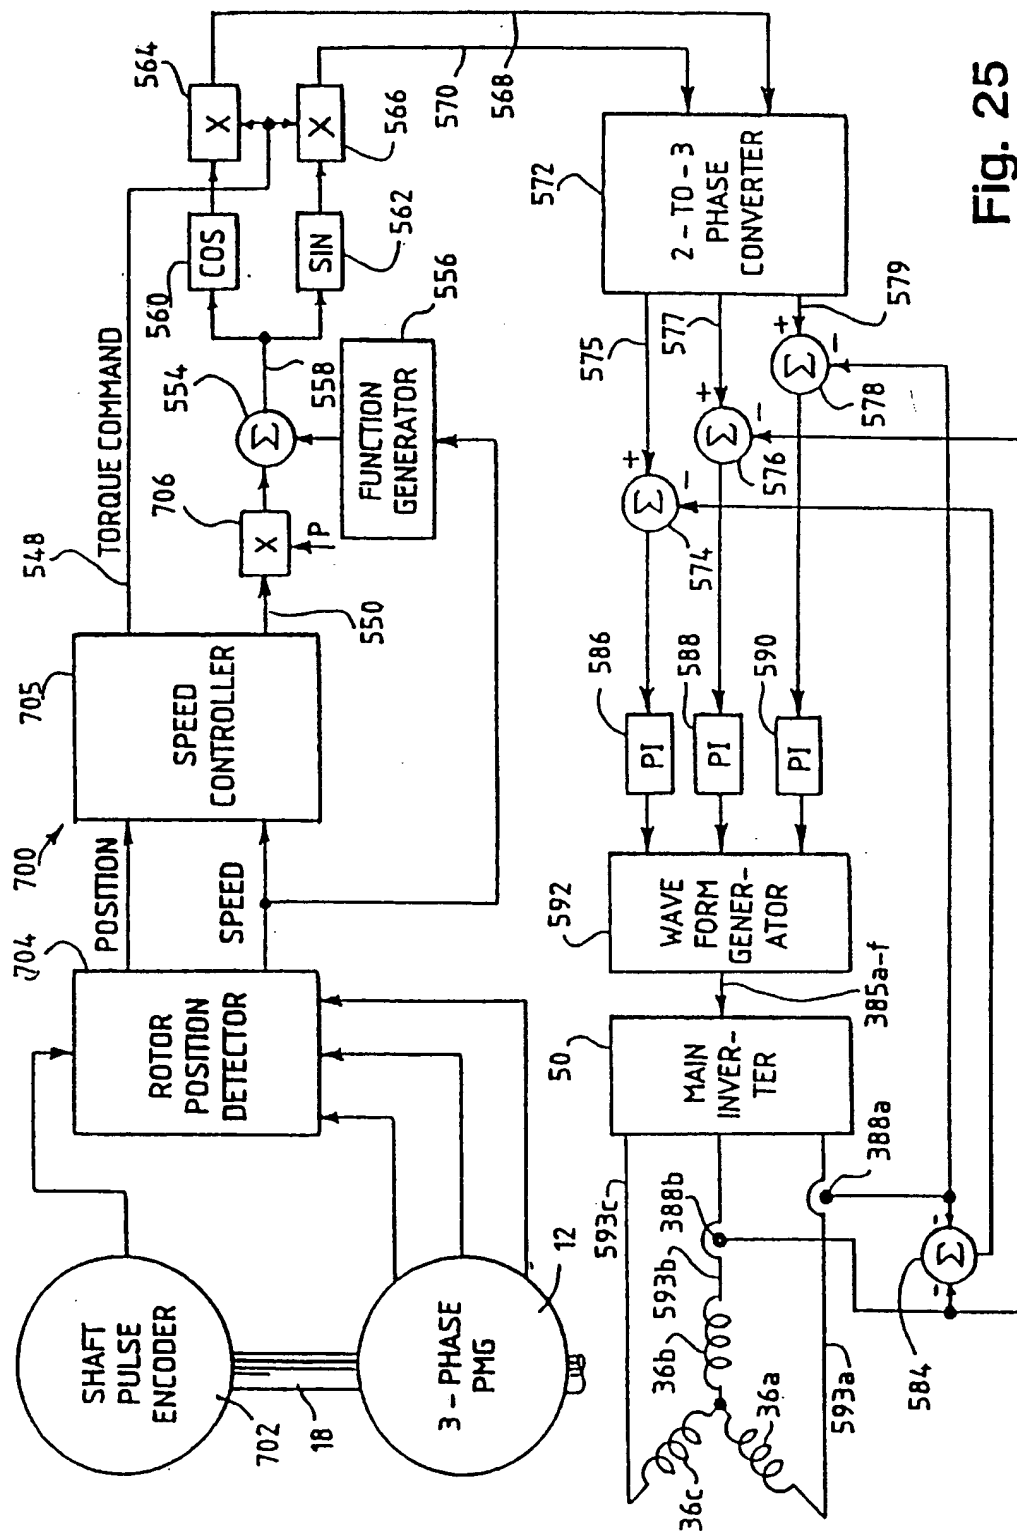 SHAFT
PULSE
ENCODER
702
18
3-PHASE
PMG
12
704
ROTOR
POSITION
DETECTOR
POSITION
SPEED
700
705
SPEED
CONTROLLER
548
TORQUE COMMAND
550
706
X
P
554
Σ
558
FUNCTION
GENERATOR
556
560
COS
SIN
562
564
X
X
566
570
568
572
2-TO-3
PHASE
CONVERTER
575
577
579
+
-
Σ
574
+
-
Σ
576
+
-
Σ
578
586
PI
588
PI
590
PI
592
WAVE
FORM
GENER-
ATOR
385a-f
50
MAIN
INVER-
TER
593c
388b
593b
388a
593a
36b
36a
36c
-
-
Σ
584
Fig. 25